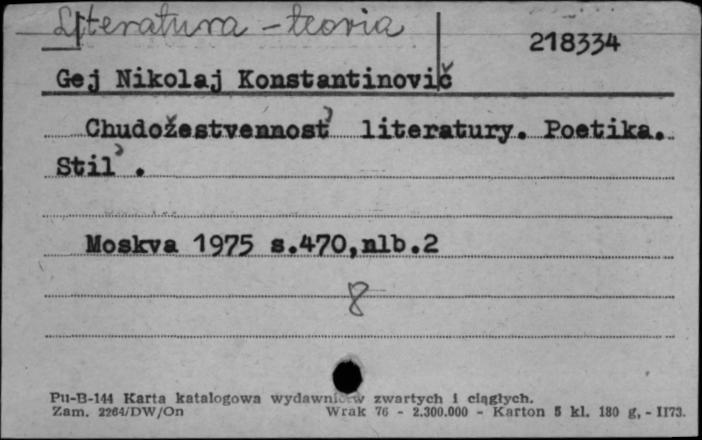 Literatura - teoria
218334
Gej Nikolaj Konstantinovič
Chudožestvennost' literatury. Poetika.
Stil'.
Moskva 1975 s.470,nlb.2
8
Pu-B-144 Karta katalogowa wydawnictw zwartych i ciągłych.
Zam. 2264/DW/On Wrak 76 - 2.300.000 - Karton 5 kl. 180 g, - II73.